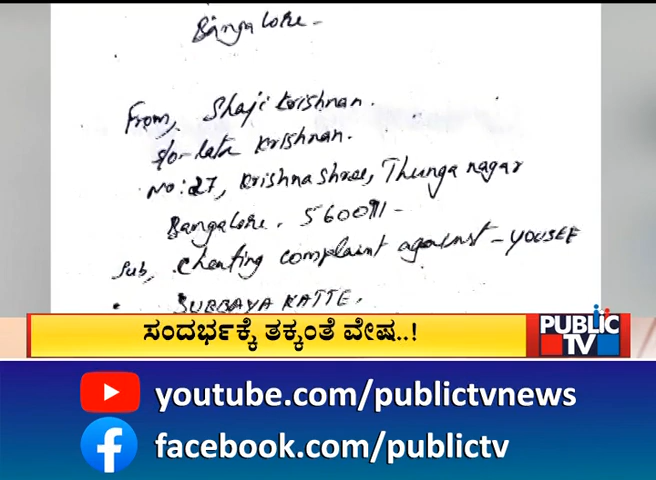 Bangalore -
From, Shaji Krishnan.
S/o - late Krishnan.
No: 27, Krishna Shree, Thunga nagar
Bangalore. 560091 -
Sub, Cheating complaint against - YOUSEF
SUBBAYA KATTE.
ಸಂದರ್ಭಕ್ಕೆ ತಕ್ಕಂತೆ ವೇಷ..!
PUBLIC
TV
youtube.com/publictvnews
facebook.com/publictv